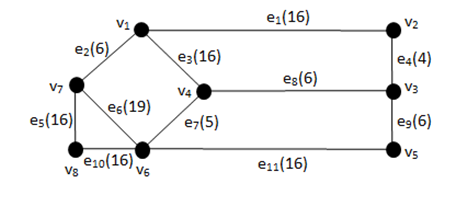 e1(16)
v1
v2
e2(6)
e3(16)
e4(4)
v7
v4
e8(6)
v3
e6(19)
e5(16)
e7(5)
e9(6)
v8
e10(16)
v6
e11(16)
v5